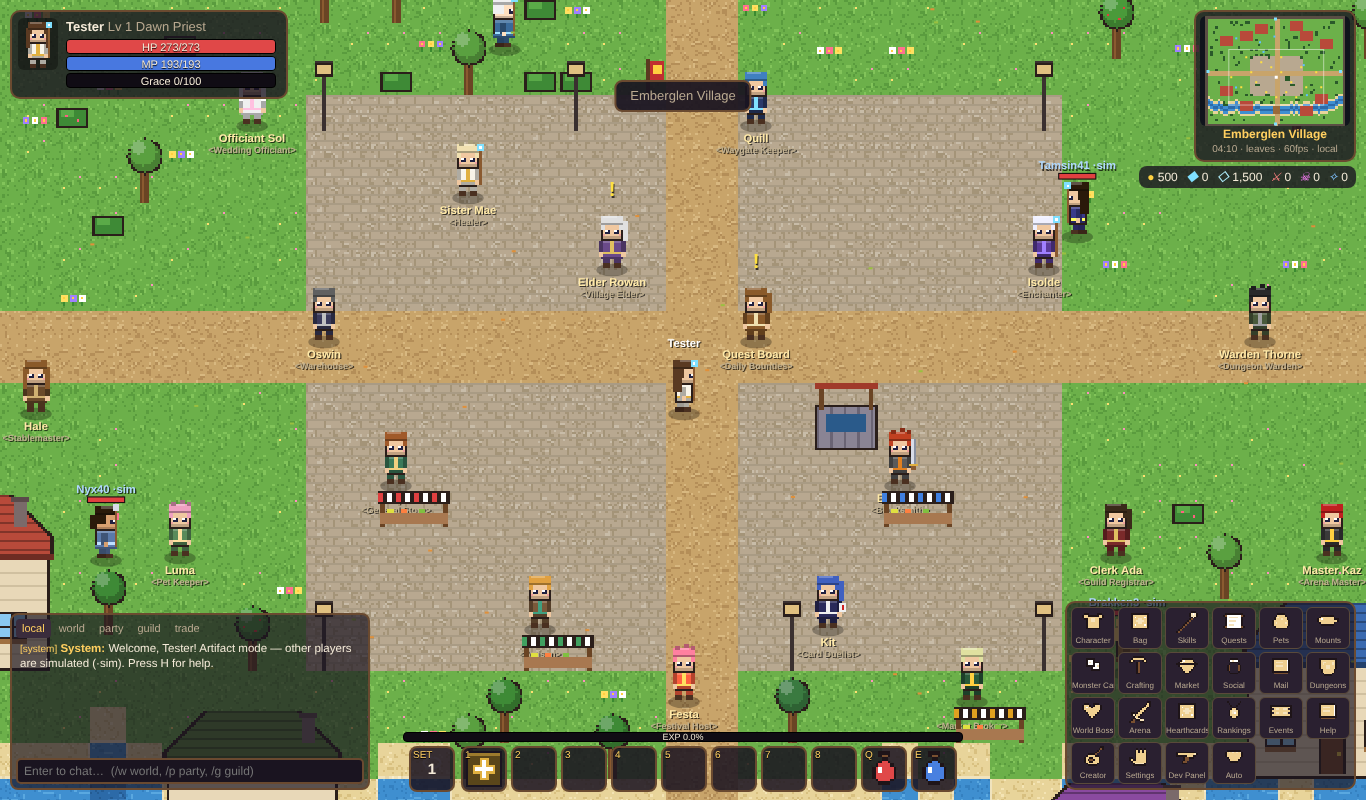 Tester Lv 1 Dawn Priest
HP 273/273
MP 193/193
Grace 0/100
Emberglen Village
Emberglen Village
04:10 · leaves · 60fps · local
500 0 1,500 0 0 0
Officiant Sol
<Wedding Officiant>
Quill
<Waygate Keeper>
Tamsin41 ·sim
Sister Mae
<Healer>
!
Elder Rowan
<Village Elder>
!
Isolde
<Enchanter>
Oswin
<Warehouse>
Tester
Quest Board
<Daily Bounties>
Warden Thorne
<Dungeon Warden>
Hale
<Stablemaster>
Nyx40 ·sim
Luma
<Pet Keeper>
Clerk Ada
<Guild Registrar>
Master Kaz
<Arena Master>
Kit
<Card Duelist>
Festa
<Festival Host>
local world party guild trade
[system] System: Welcome, Tester! Artifact mode — other players
are simulated (·sim). Press H for help.
Enter to chat… (/w world, /p party, /g guild)
EXP 0.0%
SET
1
1 2 3 4 5 6 7 8 Q E
Character Bag Skills Quests Pets Mounts
Monster Ca Crafting Market Social Mail Dungeons
World Boss Arena Hearthcards Rankings Events Help
Creator Settings Dev Panel Auto